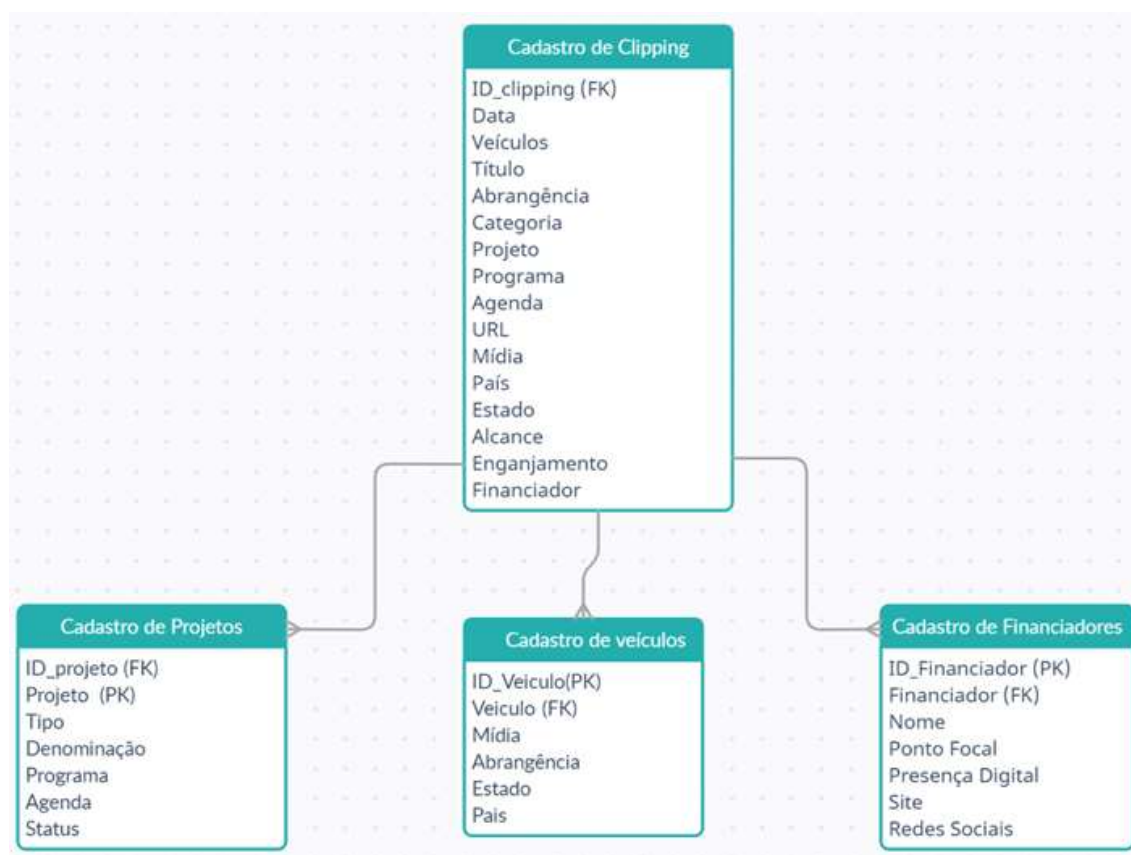 Cadastro de Clipping
ID_clipping (FK)
Data
Veículos
Título
Abrangência
Categoria
Projeto
Programa
Agenda
URL
Mídia
País
Estado
Alcance
Enganjamento
Financiador
Cadastro de Projetos
ID_projeto (FK)
Projeto (PK)
Tipo
Denominação
Programa
Agenda
Status
Cadastro de veículos
ID_Veiculo(PK)
Veiculo (FK)
Mídia
Abrangência
Estado
Pais
Cadastro de Financiadores
ID_Financiador (PK)
Financiador (FK)
Nome
Ponto Focal
Presença Digital
Site
Redes Sociais